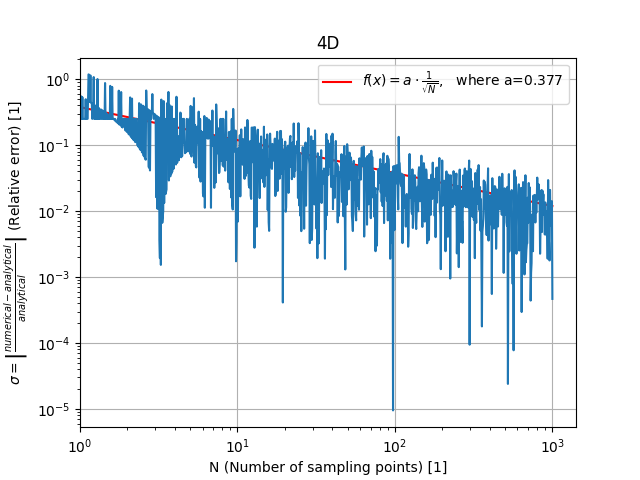 4D
f(x) = a · 1/√N, where a=0.377
σ = |numerical − analytical / analytical| (Relative error) [1]
10⁰
10⁻¹
10⁻²
10⁻³
10⁻⁴
10⁻⁵
10⁰ 10¹ 10² 10³
N (Number of sampling points) [1]